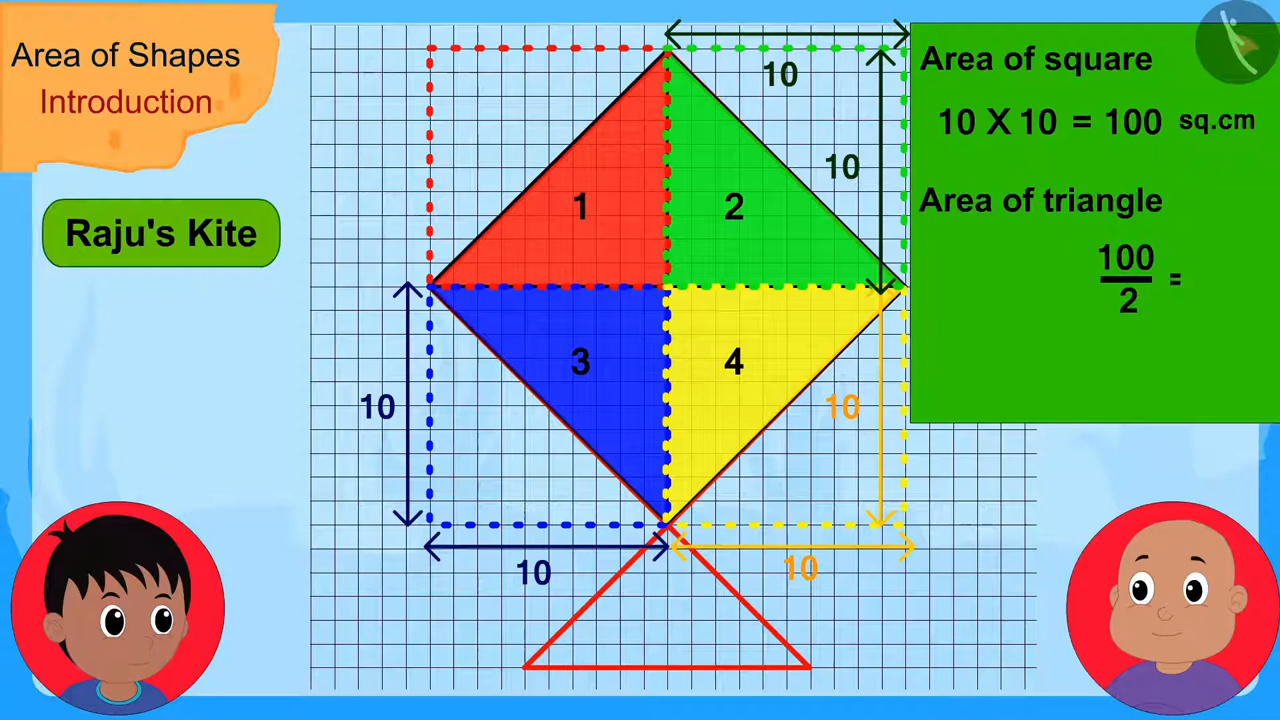 Area of Shapes
Introduction
Raju's Kite
10
10
1
2
3
4
10
10
10
10
Area of square
10 X 10 = 100 sq.cm
Area of triangle
100
2
=